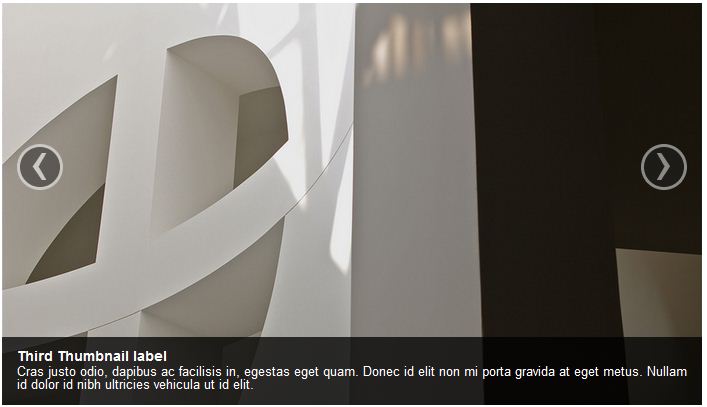 Third Thumbnail label
Cras justo odio, dapibus ac facilisis in, egestas eget quam. Donec id elit non mi porta gravida at eget metus. Nullam
id dolor id nibh ultricies vehicula ut id elit.